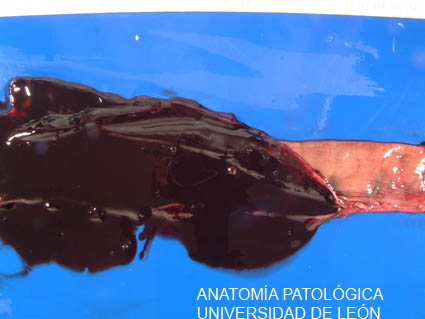 ANATOMÍA PATOLÓGICA
UNIVERSIDAD DE LEÓN